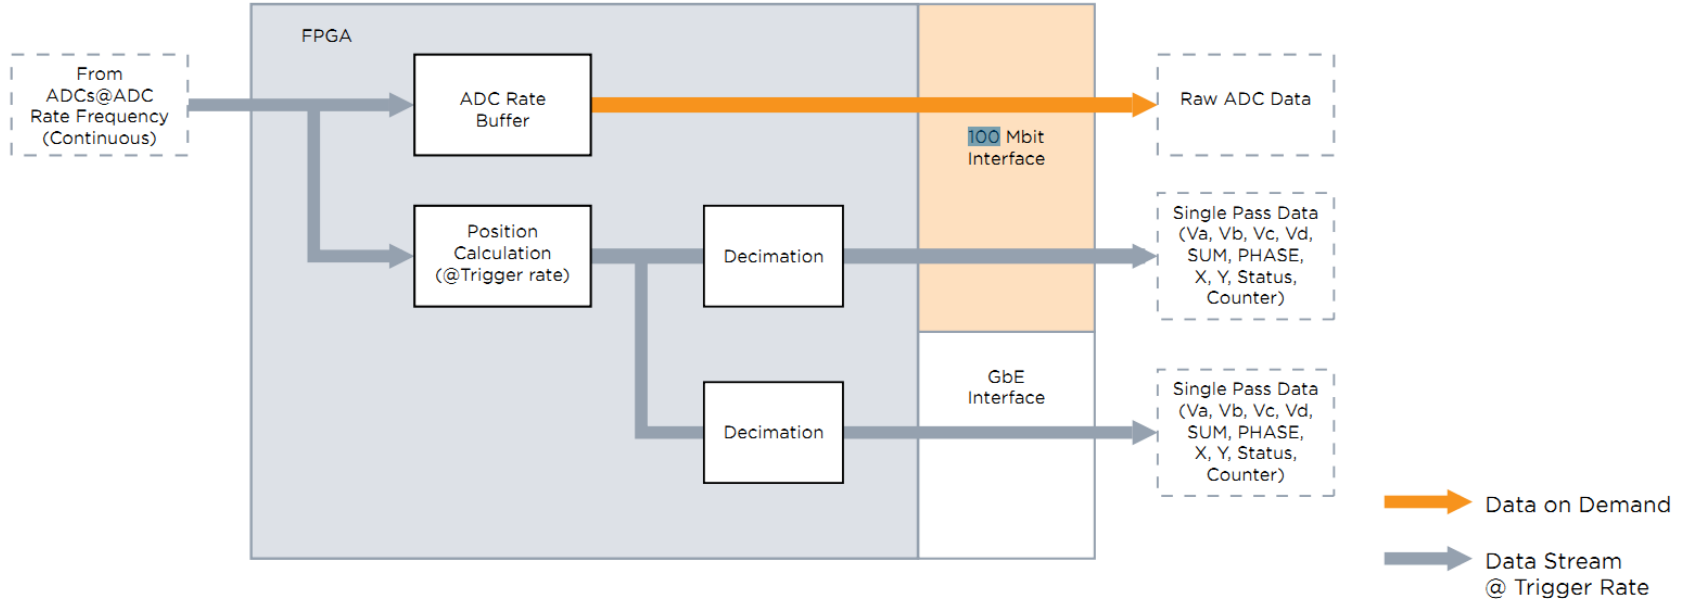 FPGA
From
ADCs@ADC
Rate Frequency
(Continuous)
ADC Rate
Buffer
100 Mbit
Interface
Raw ADC Data
Position
Calculation
(@Trigger rate)
Decimation
Single Pass Data
(Va, Vb, Vc, Vd,
SUM, PHASE,
X, Y, Status,
Counter)
Decimation
GbE
Interface
Single Pass Data
(Va, Vb, Vc, Vd,
SUM, PHASE,
X, Y, Status,
Counter)
Data on Demand
Data Stream
@ Trigger Rate